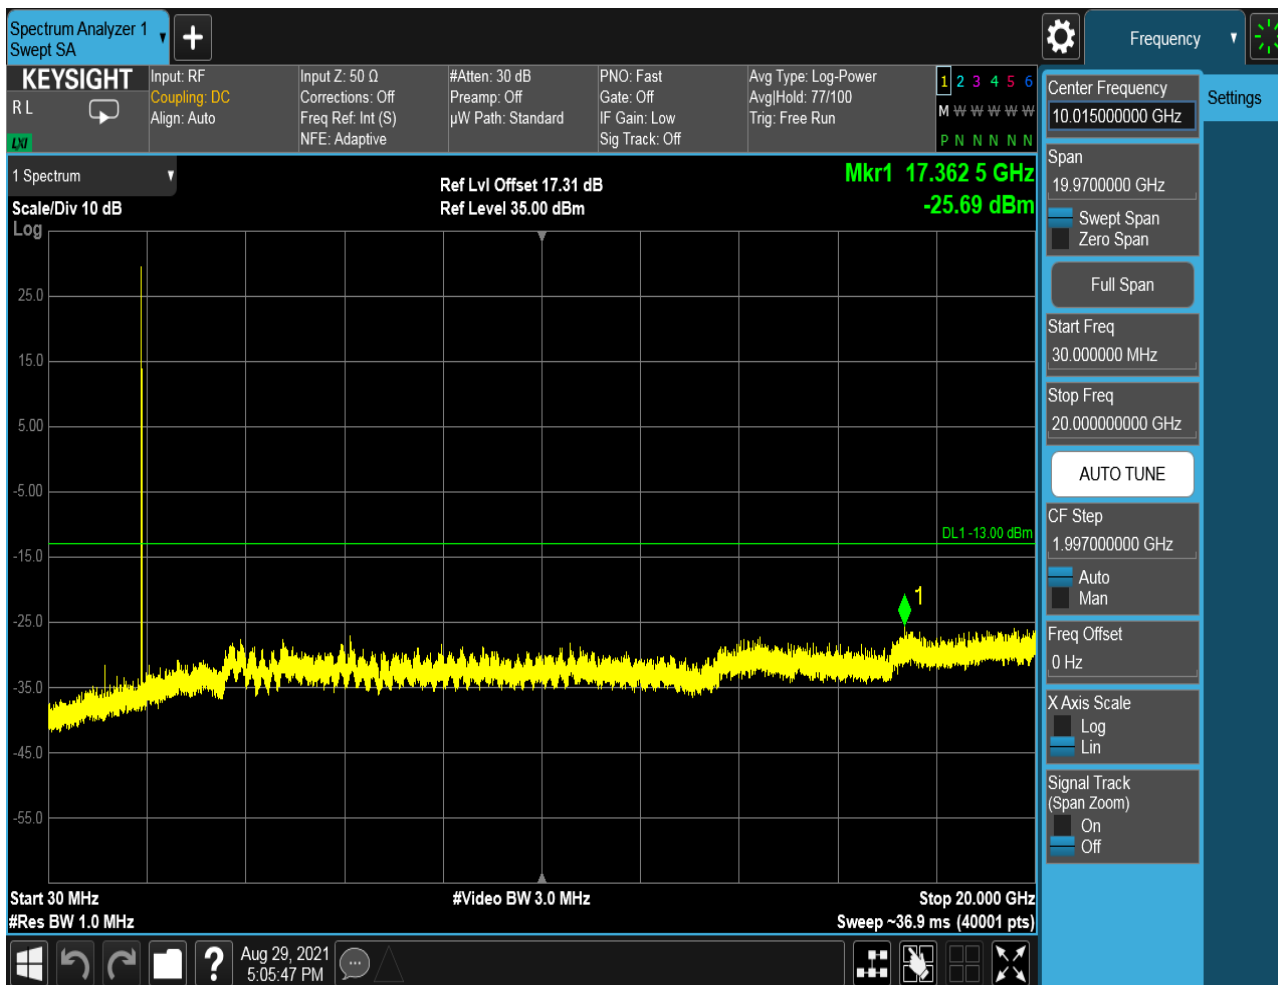 Spectrum Analyzer 1
Swept SA
+
Frequency
KEYSIGHT
R L
LXI
Input: RF
Coupling: DC
Align: Auto
Input Z: 50 Ω
Corrections: Off
Freq Ref: Int (S)
NFE: Adaptive
#Atten: 30 dB
Preamp: Off
µW Path: Standard
PNO: Fast
Gate: Off
IF Gain: Low
Sig Track: Off
Avg Type: Log-Power
Avg|Hold: 77/100
Trig: Free Run
1 2 3 4 5 6
M W W W W W
P N N N N N
1 Spectrum
Scale/Div 10 dB
Log
Ref Lvl Offset 17.31 dB
Ref Level 35.00 dBm
Mkr1 17.362 5 GHz
-25.69 dBm
25.0
15.0
5.00
-5.00
-15.0
-25.0
-35.0
-45.0
-55.0
DL1 -13.00 dBm
1
Start 30 MHz
#Res BW 1.0 MHz
#Video BW 3.0 MHz
Stop 20.000 GHz
Sweep ~36.9 ms (40001 pts)
Center Frequency
10.015000000 GHz
Settings
Span
19.9700000 GHz
Swept Span
Zero Span
Full Span
Start Freq
30.000000 MHz
Stop Freq
20.000000000 GHz
AUTO TUNE
CF Step
1.997000000 GHz
Auto
Man
Freq Offset
0 Hz
X Axis Scale
Log
Lin
Signal Track
(Span Zoom)
On
Off
?
Aug 29, 2021
5:05:47 PM